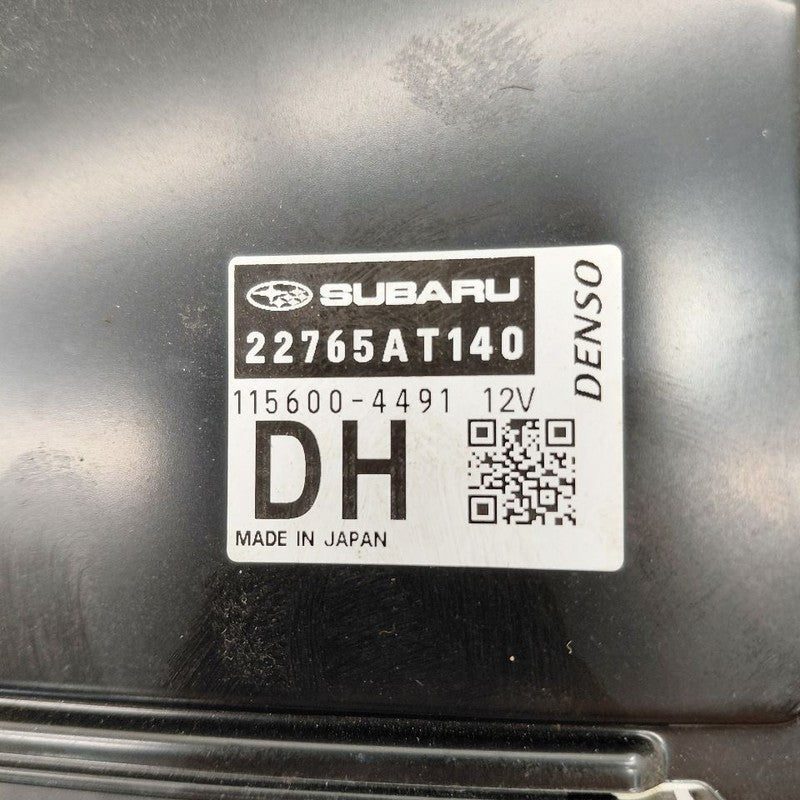 SUBARU
22765AT140
115600-4491 12V
DH
MADE IN JAPAN
DENSO